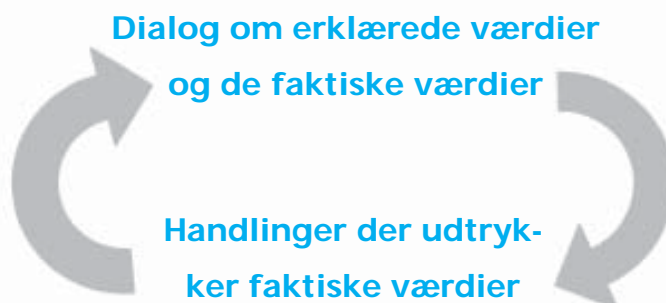 Dialog om erklærede værdier
og de faktiske værdier
Handlinger der udtryk-
ker faktiske værdier